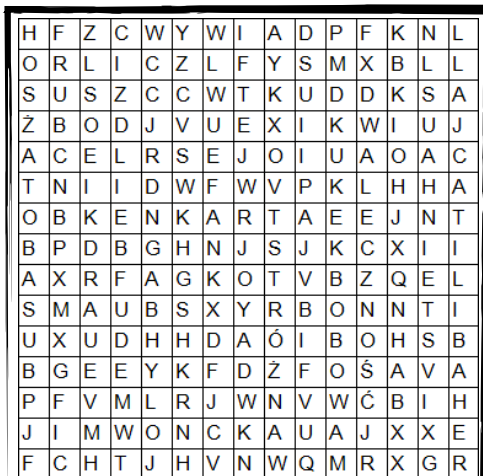 H F Z C W Y W I A D P F K N L
O R L I C Z L F Y S M X B L L
S U S Z C C W T K U D D K S A
Ż B O D J V U E X I K W I U J
A C E L R S E J O I U A O A C
T N I I D W F W V P K L H H A
O B K E N K A R T A E E J N T
B P D B G H N J S J K C X I I
A X R F A G K O T V B Z Q E L
S M A U B S X Y R B O N N T I
U X U D H H D A Ó I B O H S B
B G E E Y K F D Ż F O Ś A V A
P F V M L R J W N V W Ć B I H
J I M W O N C K A U A J X X E
F C H T J H V N W Q M R X G R